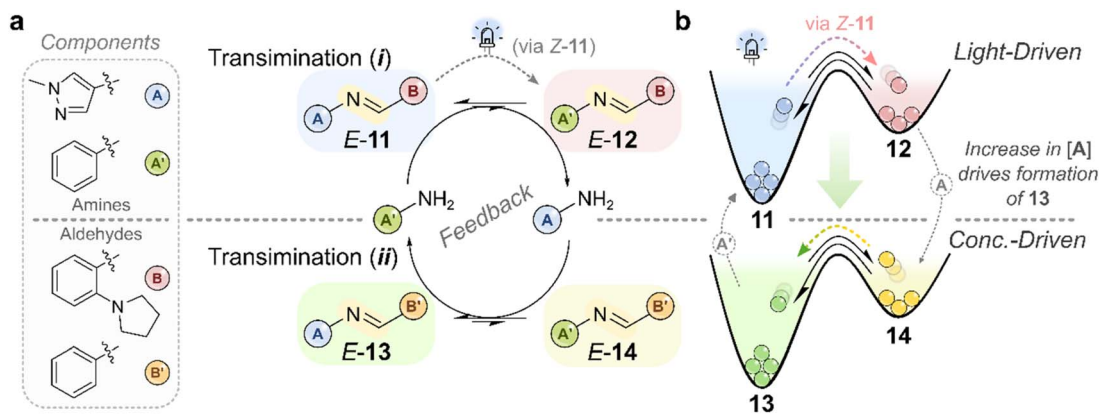 a
Components
N
N
A
A'
Amines
Aldehydes
B
N
B'
Transimination (i)
(via Z-11)
A
N
B
E-11
A'
N
B
E-12
A'
NH2
Feedback
A
NH2
Transimination (ii)
A
N
B'
E-13
A'
N
B'
E-14
b
via Z-11
Light-Driven
11
12
Increase in [A]
drives formation
of 13
A
A'
Conc.-Driven
13
14